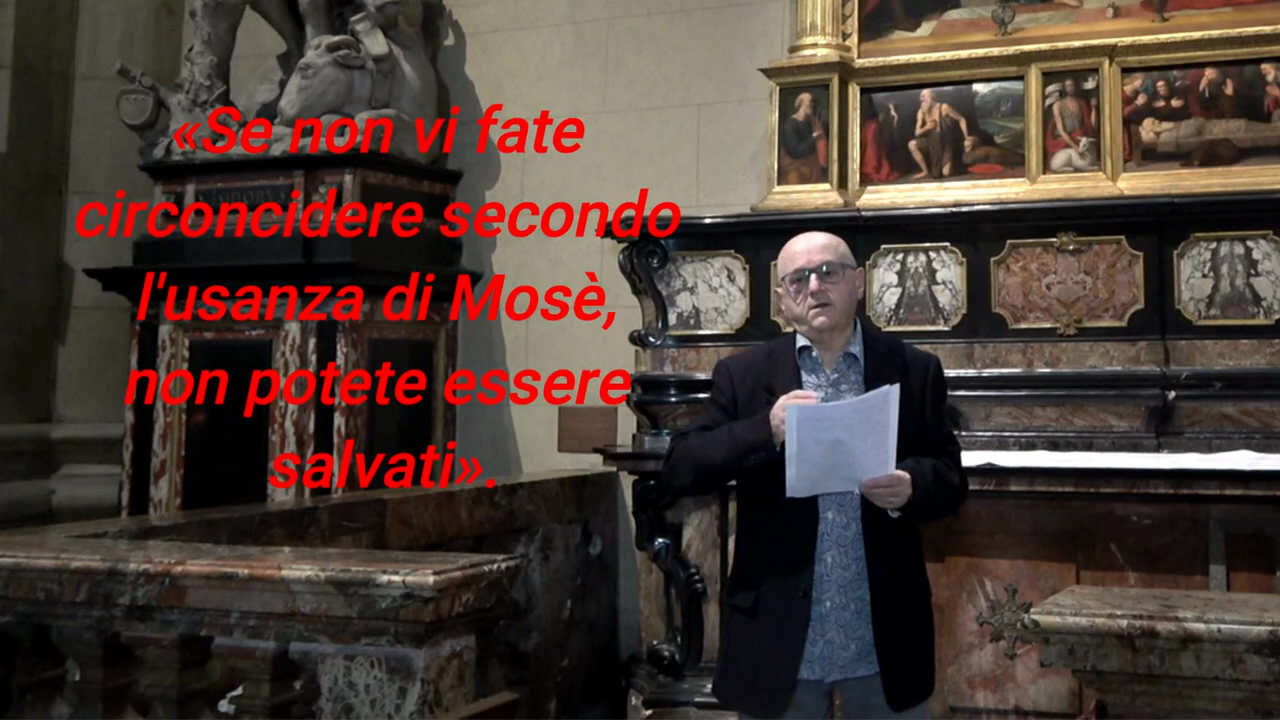 «Se non vi fate
circoncidere secondo
l'usanza di Mosè,
non potete essere
salvati».